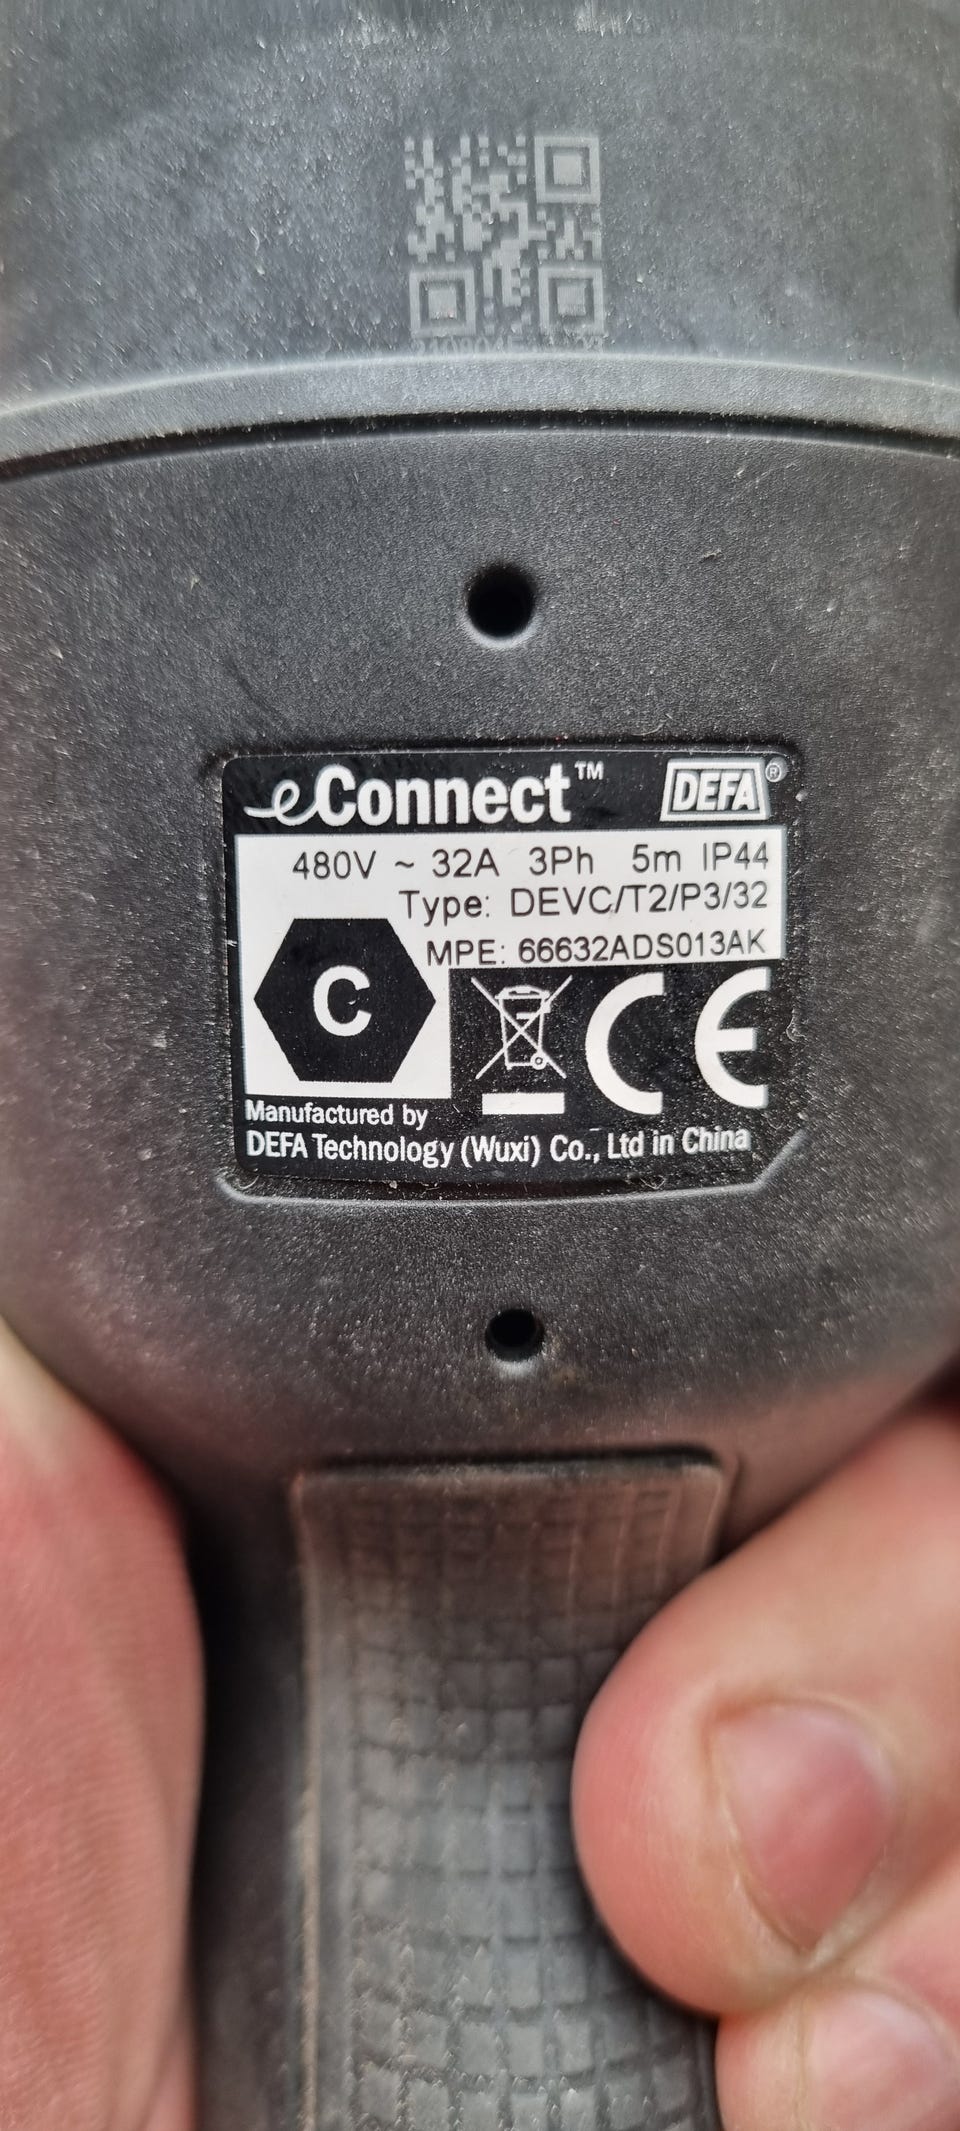 eConnect™ DEFA®
480V ~ 32A 3Ph 5m IP44
Type: DEVC/T2/P3/32
MPE: 66632ADS013AK
C
CE
Manufactured by
DEFA Technology (Wuxi) Co., Ltd in China